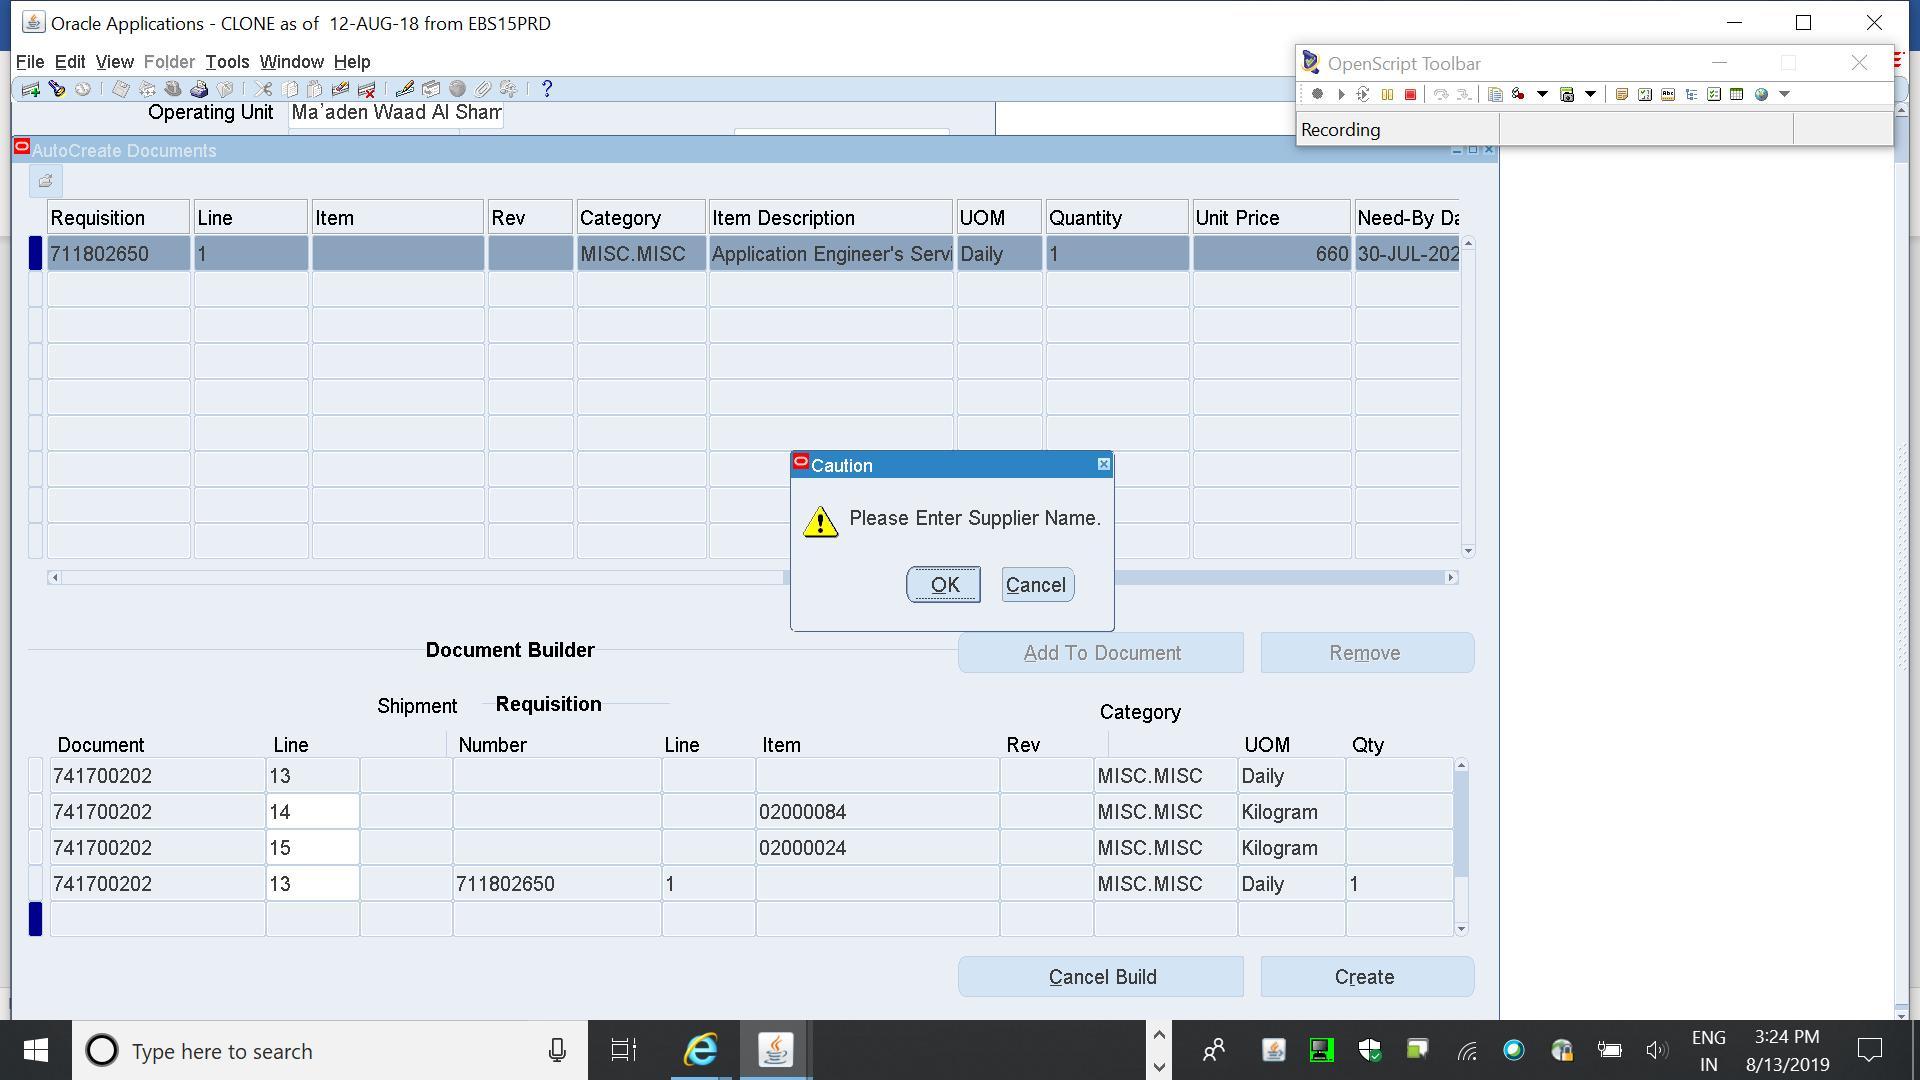 Oracle Applications - CLONE as of 12-AUG-18 from EBS15PRD
File Edit View Folder Tools Window Help
OpenScript Toolbar
Recording
Operating Unit Ma'aden Waad Al Sham
AutoCreate Documents
Requisition Line Item Rev Category Item Description UOM Quantity Unit Price Need-By Da
711802650 1 MISC.MISC Application Engineer's Servi Daily 1 660 30-JUL-202
Caution
Please Enter Supplier Name.
OK Cancel
Document Builder
Add To Document Remove
Shipment Requisition Category
Document Line Number Line Item Rev UOM Qty
741700202 13 MISC.MISC Daily
741700202 14 02000084 MISC.MISC Kilogram
741700202 15 02000024 MISC.MISC Kilogram
741700202 13 711802650 1 MISC.MISC Daily 1
Cancel Build Create
Type here to search
ENG
IN
3:24 PM
8/13/2019